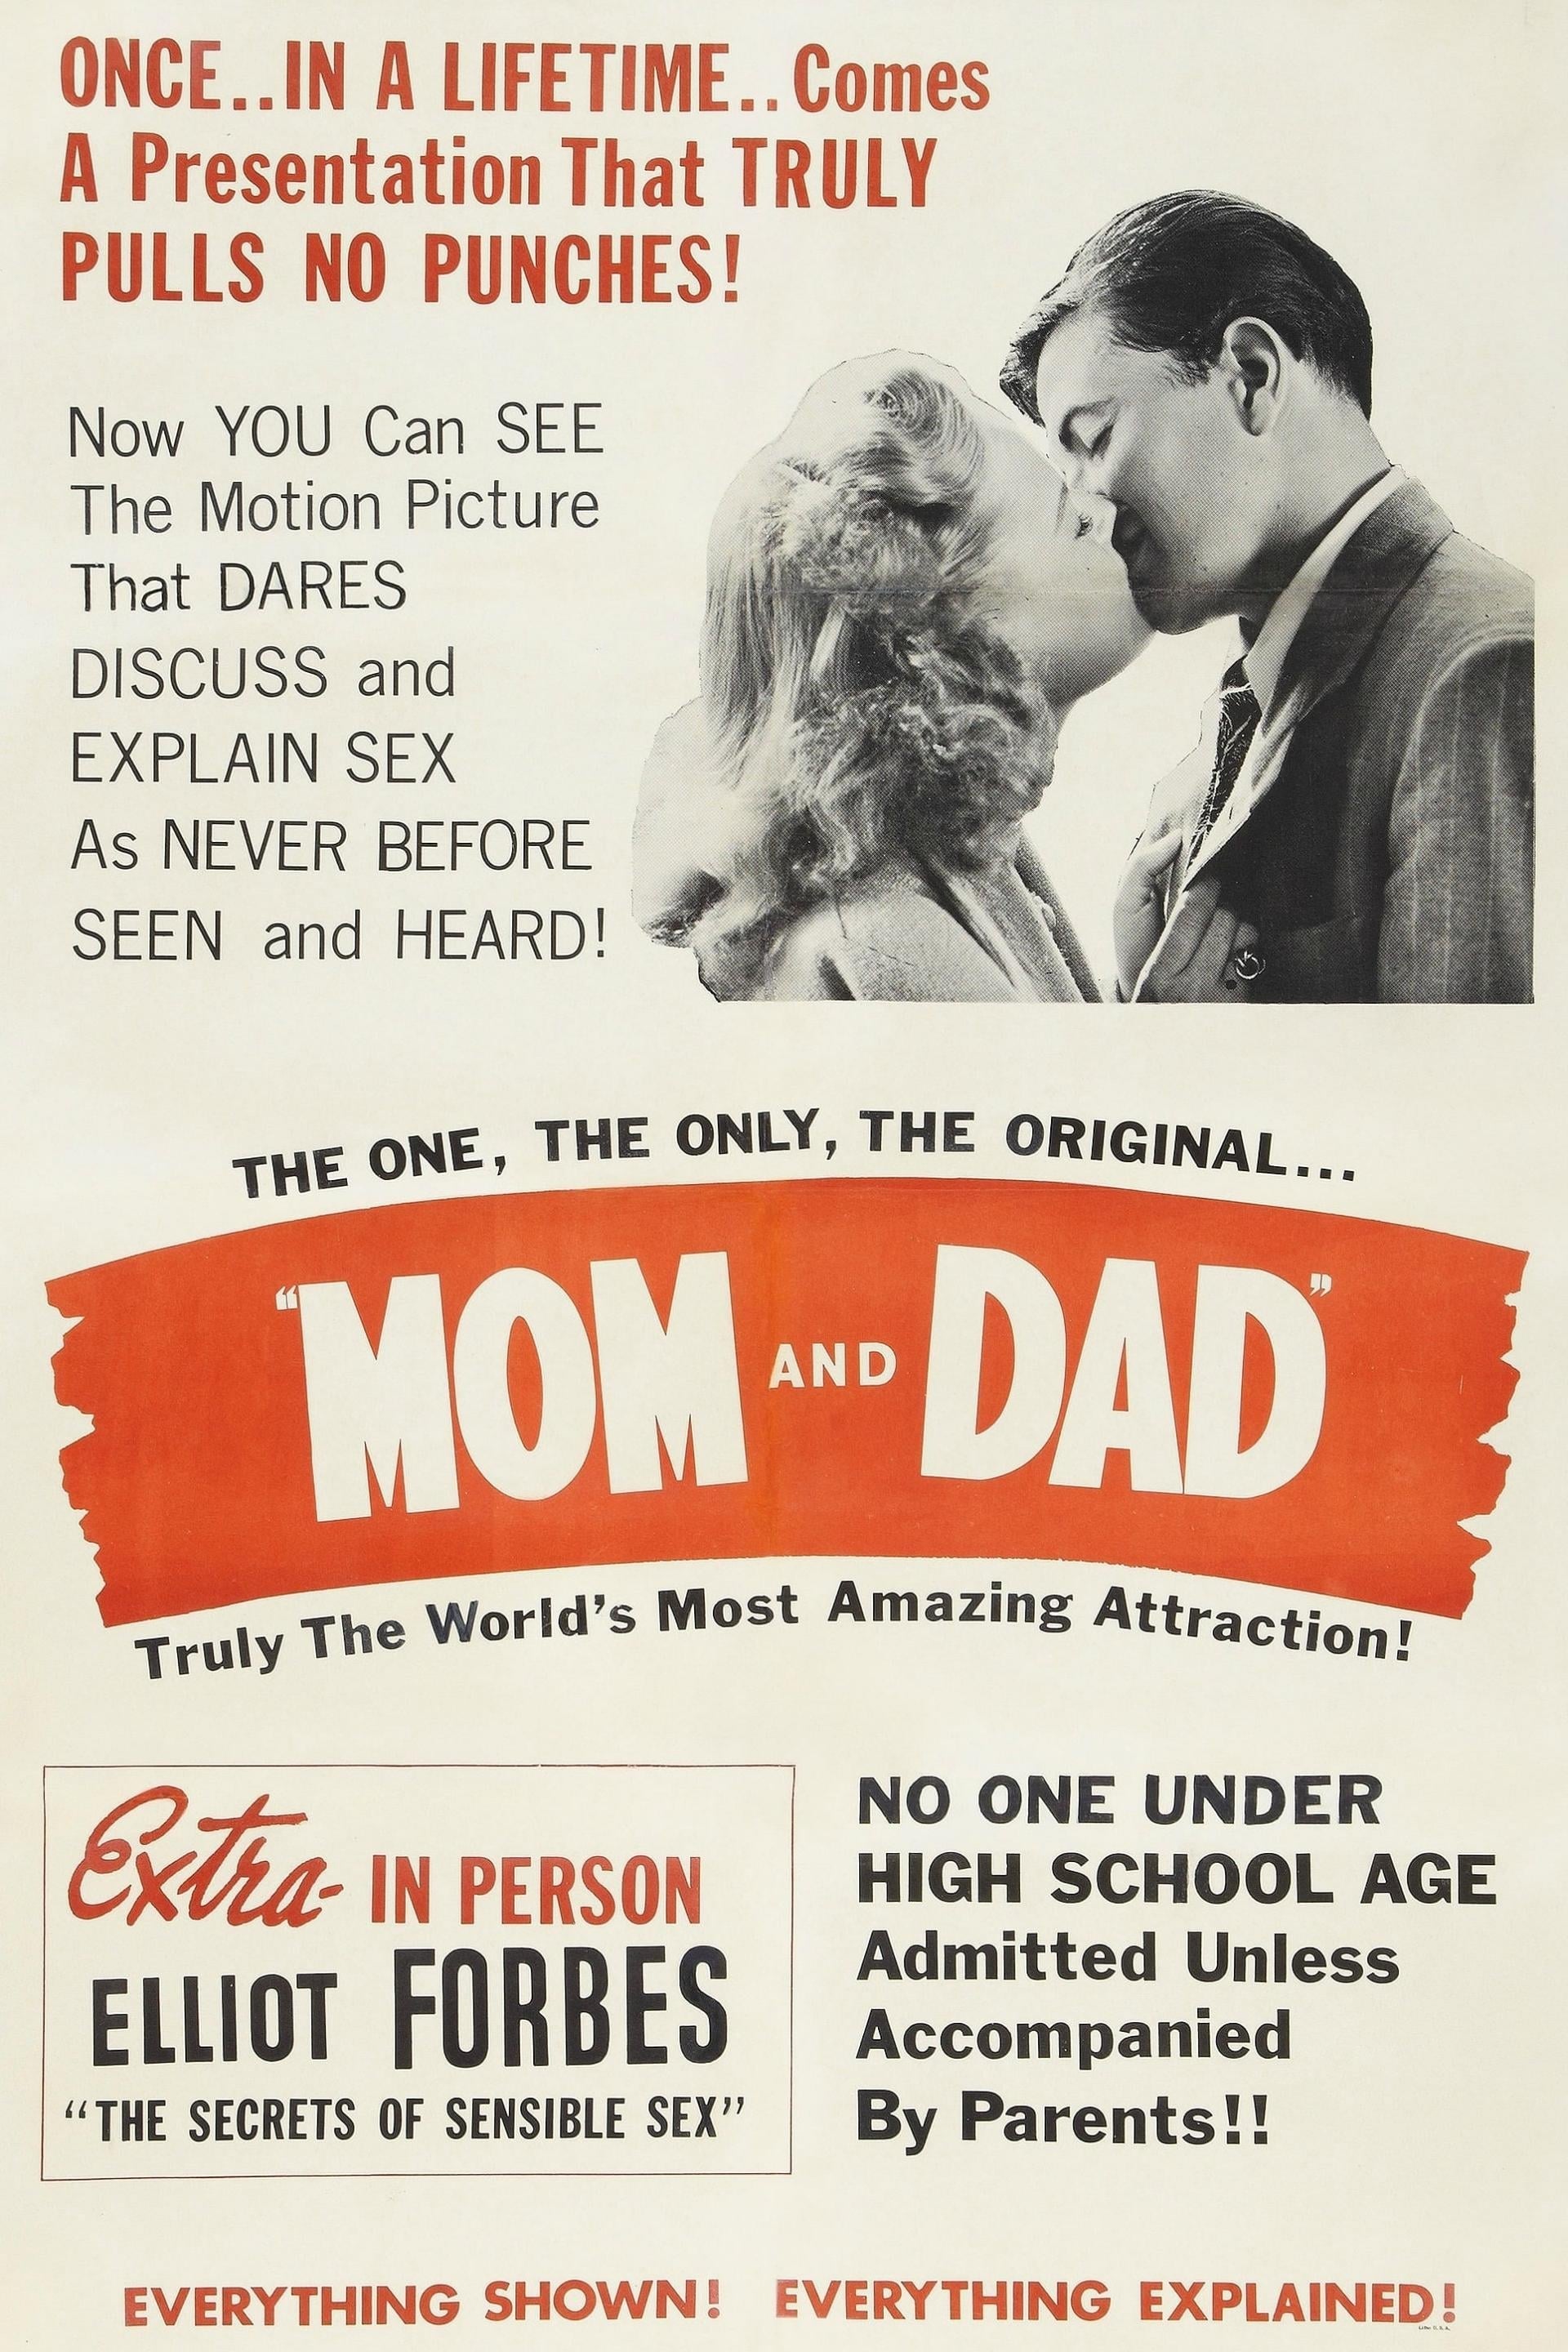 ONCE..IN A LIFETIME..Comes
A Presentation That TRULY
PULLS NO PUNCHES!
Now YOU Can SEE
The Motion Picture
That DARES
DISCUSS and
EXPLAIN SEX
As NEVER BEFORE
SEEN and HEARD!
THE ONE, THE ONLY, THE ORIGINAL...
"MOM AND DAD"
Truly The World's Most Amazing Attraction!
Extra- IN PERSON
ELLIOT FORBES
"THE SECRETS OF SENSIBLE SEX"
NO ONE UNDER
HIGH SCHOOL AGE
Admitted Unless
Accompanied
By Parents!!
EVERYTHING SHOWN! EVERYTHING EXPLAINED!